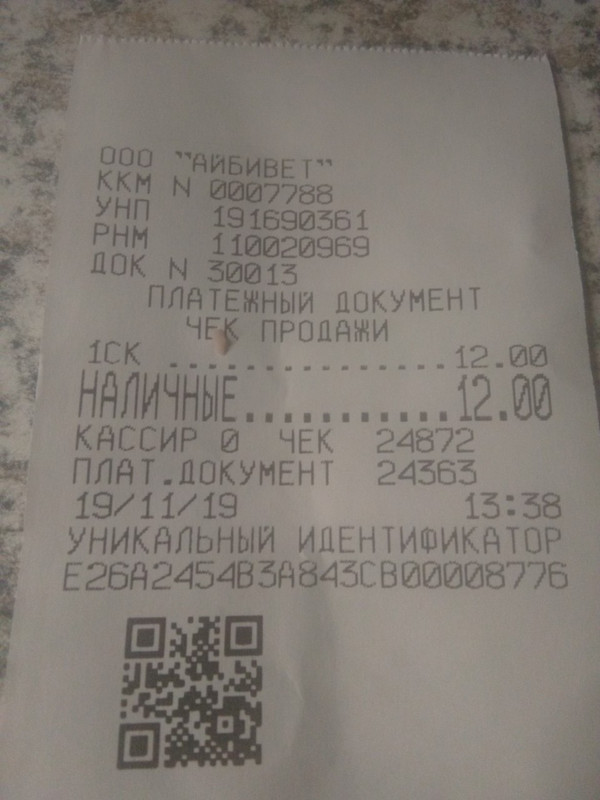 ООО "АЙБИВЕТ"
ККМ N 0007788
УНП 191690361
РНМ 110020969
ДОК N 30013
ПЛАТЕЖНЫЙ ДОКУМЕНТ
ЧЕК ПРОДАЖИ
1СК ................12.00
НАЛИЧНЫЕ...........12.00
КАССИР 0 ЧЕК 24872
ПЛАТ.ДОКУМЕНТ 24363
19/11/19 13:38
УНИКАЛЬНЫЙ ИДЕНТИФИКАТОР
E26A2454B3A843CB00008776